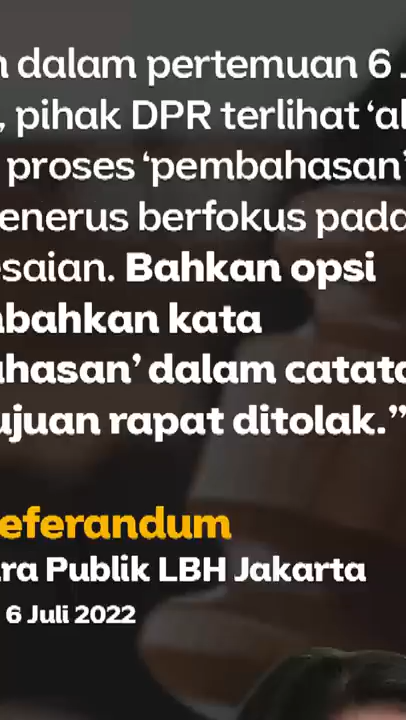 n dalam pertemuan 6 J
, pihak DPR terlihat ‘al
proses ‘pembahasan’
enerus berfokus pada
esaian. Bahkan opsi
mbahkan kata
ahasan’ dalam catata
ujuan rapat ditolak.”
eferandum
ara Publik LBH Jakarta
6 Juli 2022